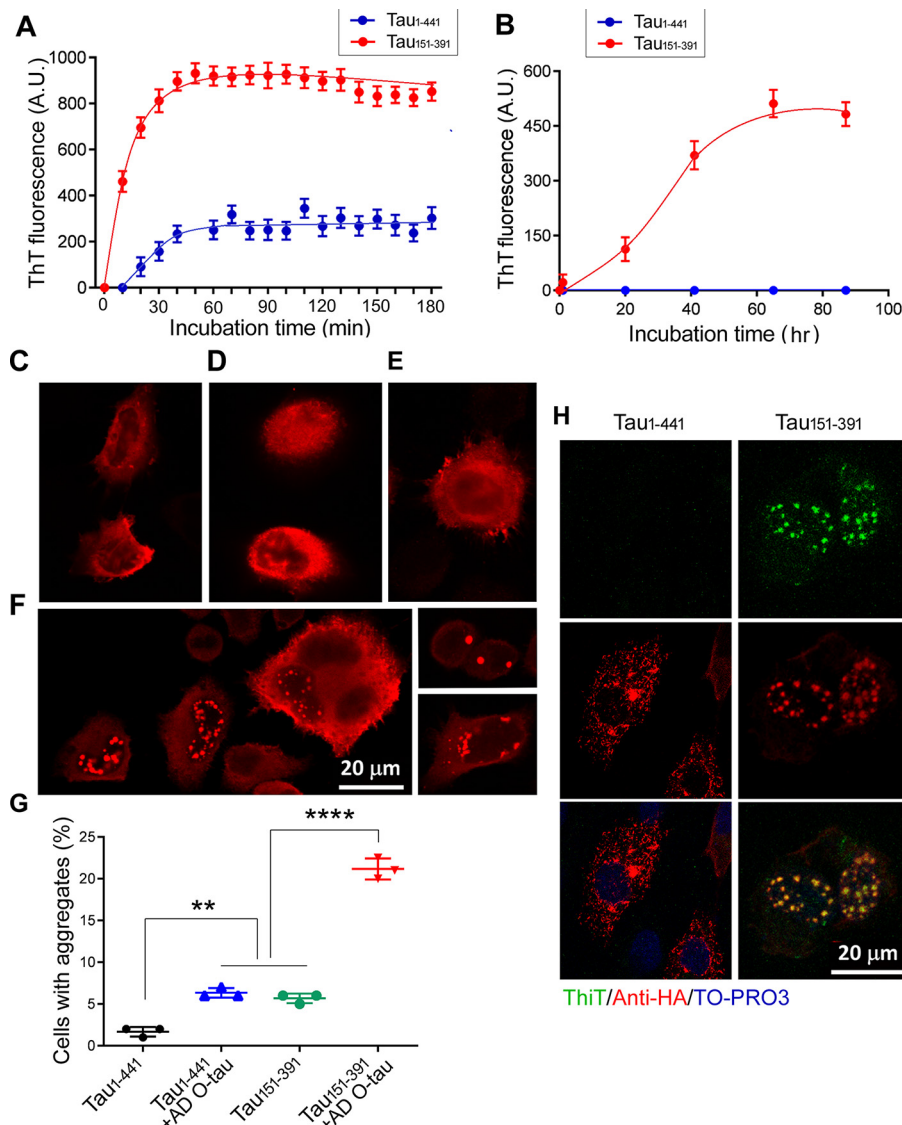 A
Tau1-441
Tau151-391
ThT fluorescence (A.U.)
1000
800
600
400
200
0
0 30 60 90 120 150 180
Incubation time (min)
B
Tau1-441
Tau151-391
ThT fluorescence (A.U.)
600
450
300
150
0
0 20 40 60 80 100
Incubation time (hr)
C
D
E
F
20 μm
G
Cells with aggregates (%)
25
20
15
10
5
0
**
****
Tau1-441
Tau1-441
+AD O-tau
Tau151-391
Tau151-391
+AD O-tau
H
Tau1-441
Tau151-391
20 μm
ThiT/Anti-HA/TO-PRO3